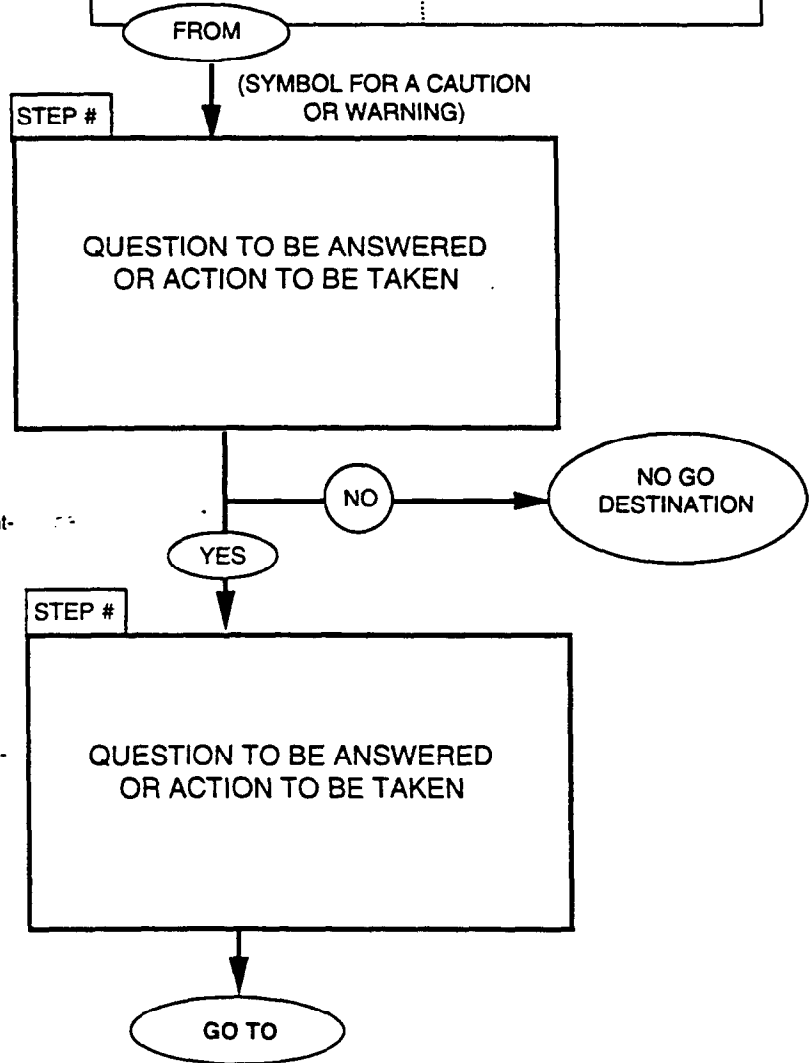 FROM
(SYMBOL FOR A CAUTION
OR WARNING)
STEP #
QUESTION TO BE ANSWERED
OR ACTION TO BE TAKEN
NO
NO GO
DESTINATION
YES
STEP #
QUESTION TO BE ANSWERED
OR ACTION TO BE TAKEN
GO TO